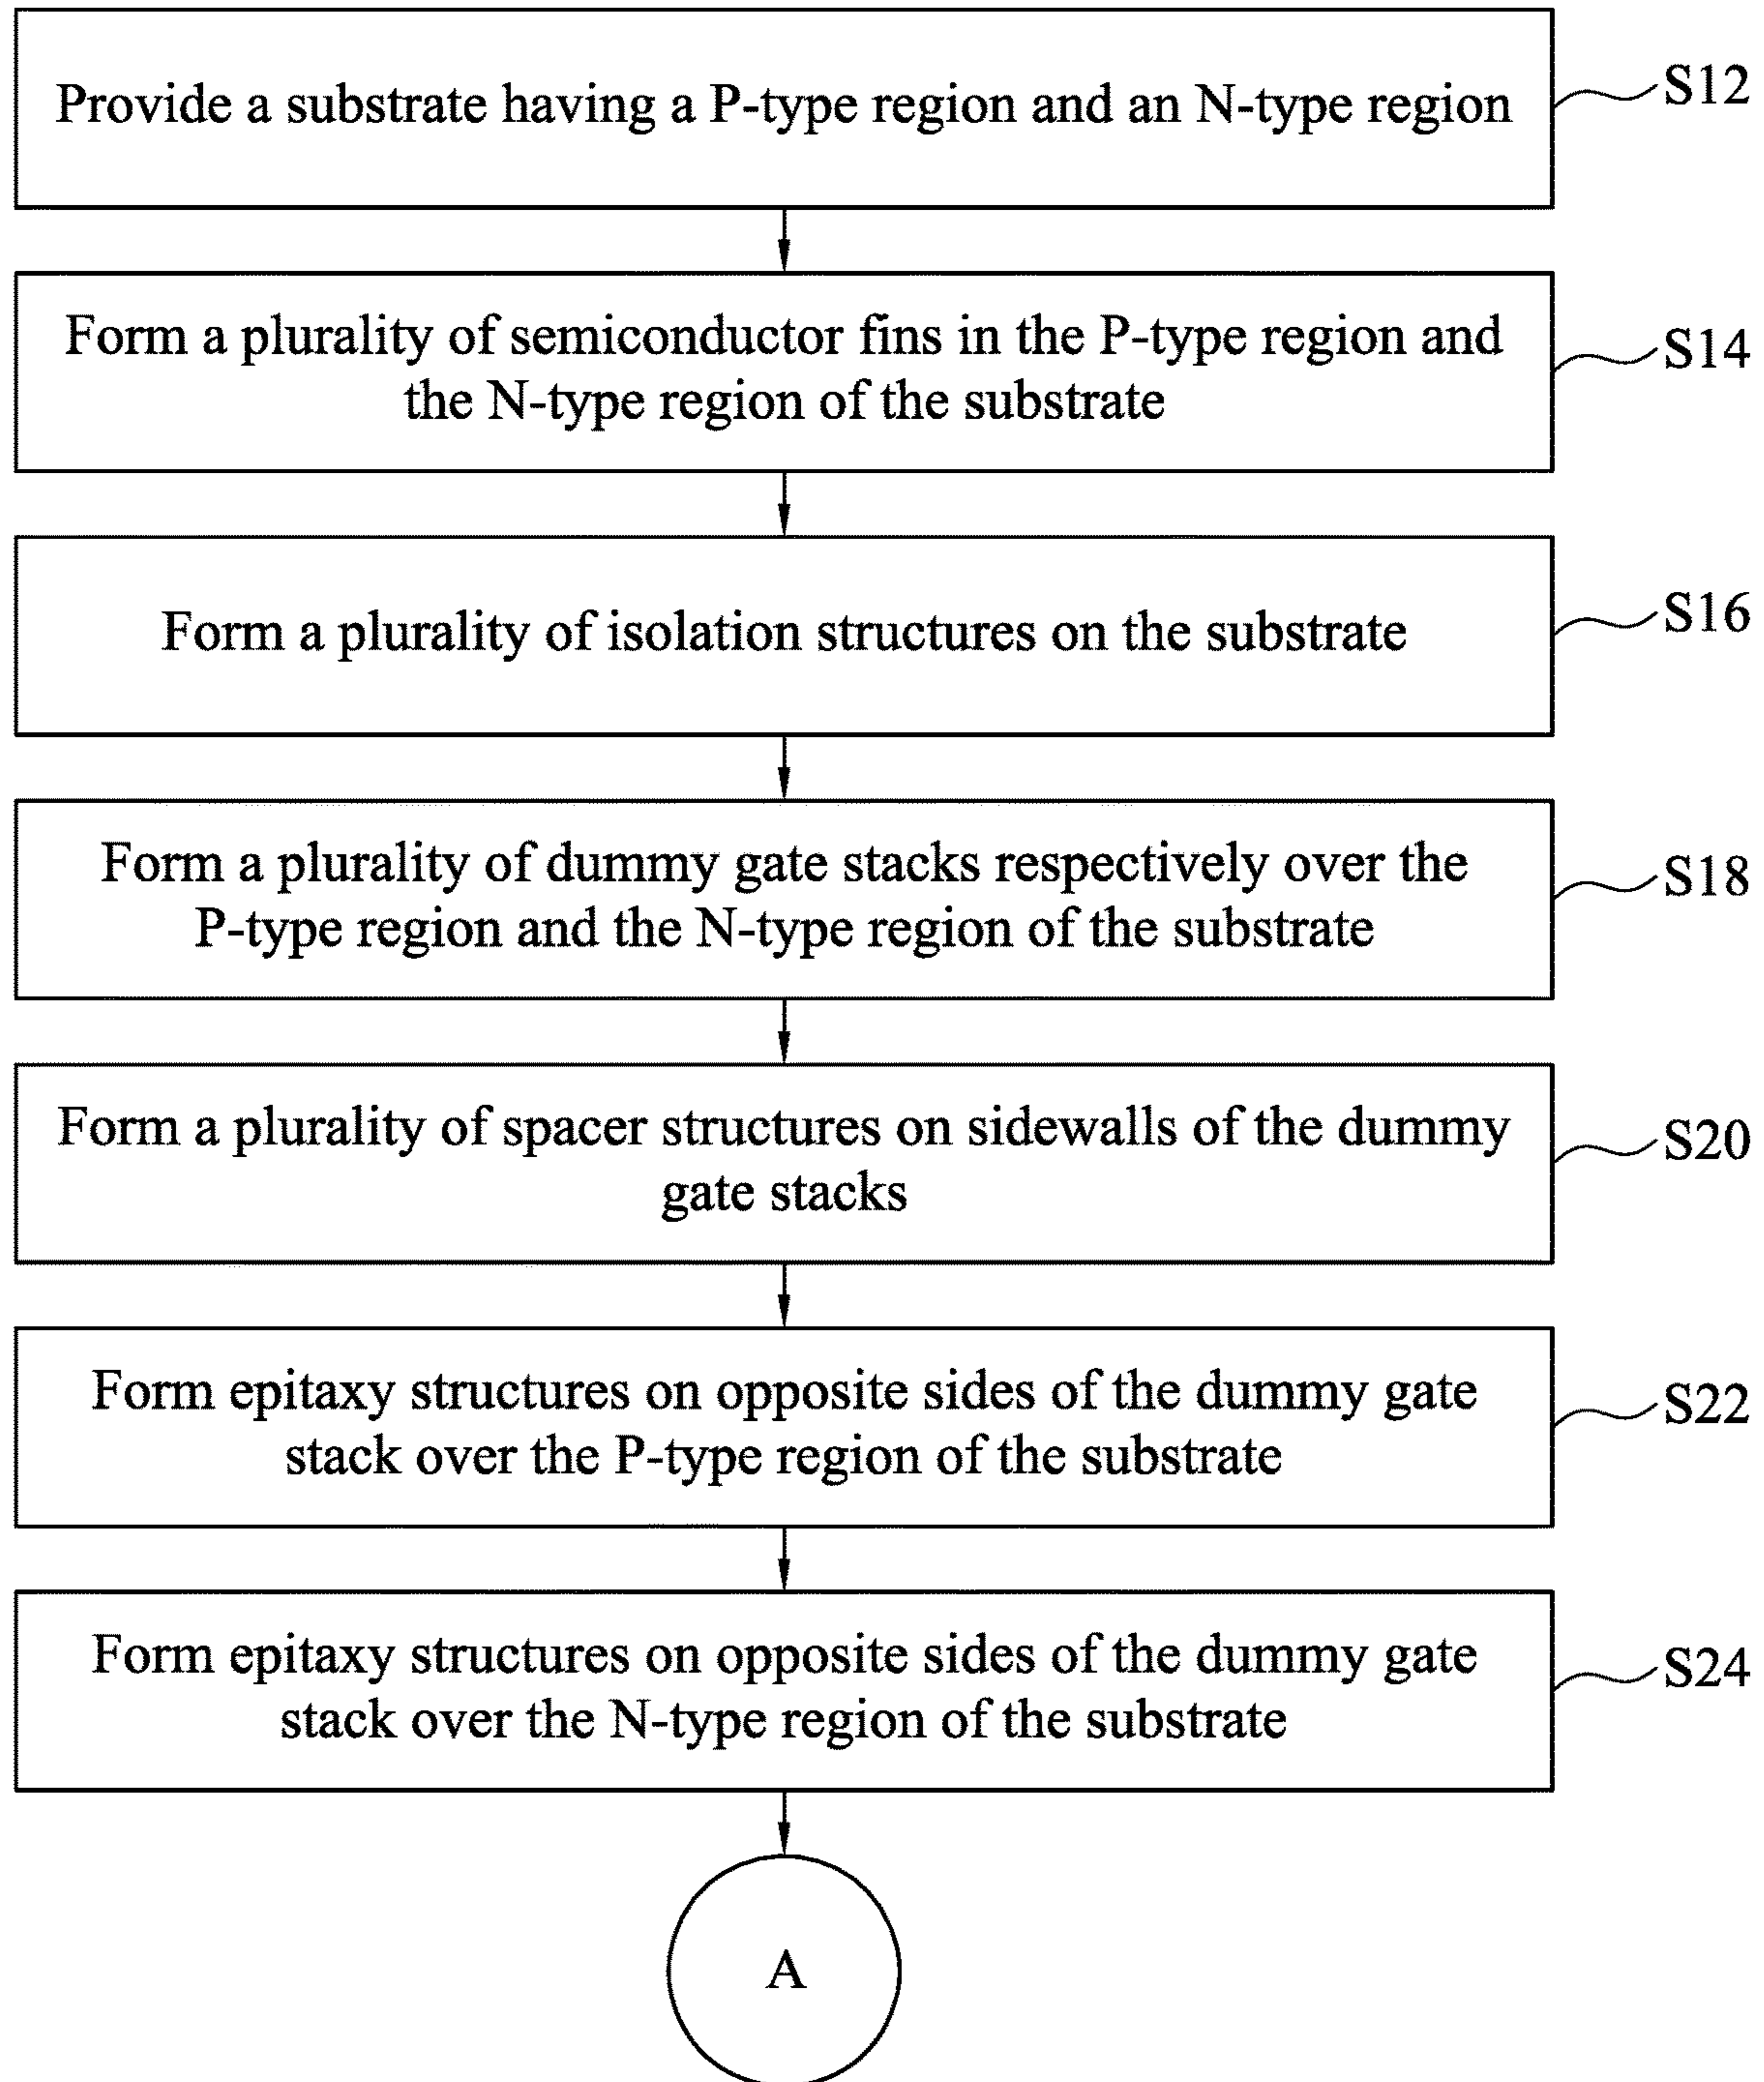 Provide a substrate having a P-type region and an N-type region
S12
Form a plurality of semiconductor fins in the P-type region and
the N-type region of the substrate
S14
Form a plurality of isolation structures on the substrate
S16
Form a plurality of dummy gate stacks respectively over the
P-type region and the N-type region of the substrate
S18
Form a plurality of spacer structures on sidewalls of the dummy
gate stacks
S20
Form epitaxy structures on opposite sides of the dummy gate
stack over the P-type region of the substrate
S22
Form epitaxy structures on opposite sides of the dummy gate
stack over the N-type region of the substrate
S24
A